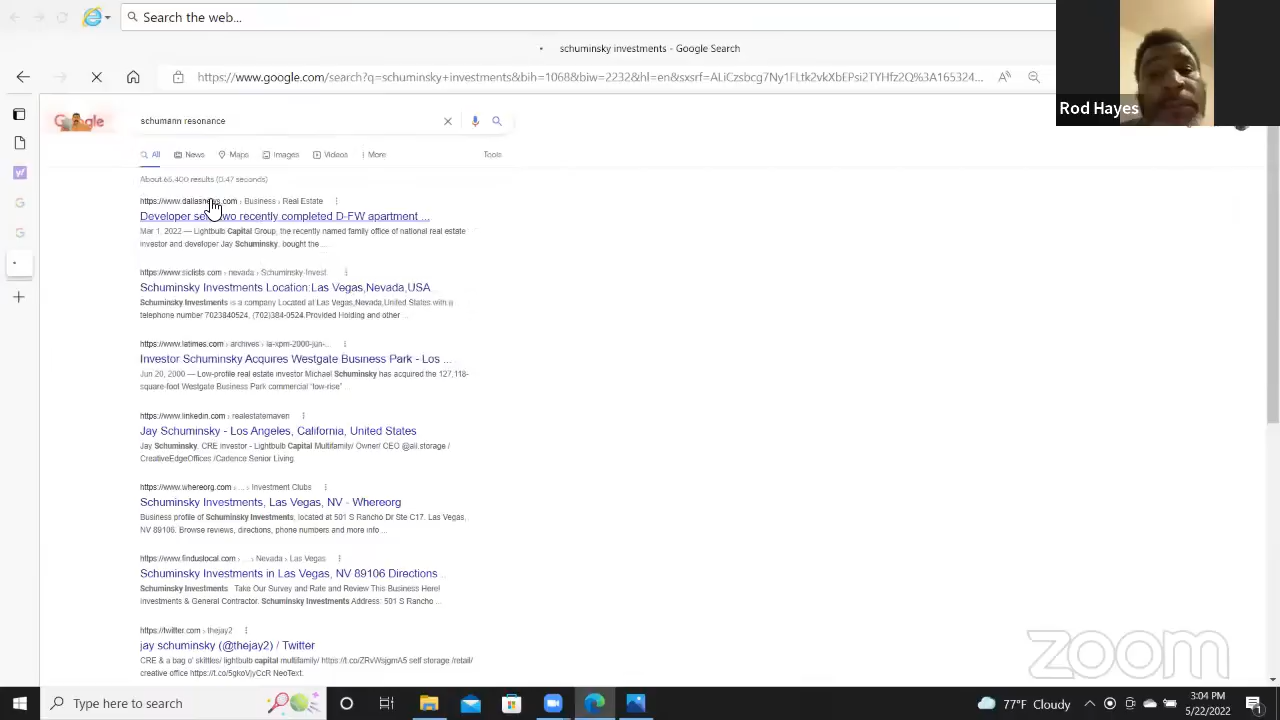 Search the web...
schuminsky investments - Google Search
https://www.google.com/search?q=schuminsky+investments&bih=1068&biw=2232&hl=en&sxsrf=ALiCzsbcg7Ny1FLtk2vkXbEPsi2TYHfz2Q%3A165324...
Rod Hayes
schumann resonance
All News Maps Images Videos More Tools
About 65,400 results (0.47 seconds)
Business › Real Estate
Developer two recently completed D-FW apartment ...
Mar 1, 2022 — Lightbulb Capital Group, the recently named family office of national real estate
investor and developer Jay Schuminsky, bought the ...
https://www.siclists.com › nevada › Schuminsky-Invest...
Schuminsky Investments Location:Las Vegas,Nevada,USA
Schuminsky Investments is a company Located at Las Vegas,Nevada,United States with
telephone number 7023840524, (702)384-0524.Provided Holding and other ...
https://www.latimes.com › archives › la-xpm-2000-jun-...
Investor Schuminsky Acquires Westgate Business Park - Los ...
Jun 20, 2000 — Low-profile real estate investor Michael Schuminsky has acquired the 127,118-
square-foot Westgate Business Park commercial "low-rise" ...
https://www.linkedin.com › realestatemaven
Jay Schuminsky - Los Angeles, California, United States
Jay Schuminsky. CRE investor - Lightbulb Capital Multifamily/ Owner/ CEO @all.storage /
CreativeEdgeOffices /Cadence Senior Living
https://www.whereorg.com › ... › Investment Clubs
Schuminsky Investments, Las Vegas, NV - Whereorg
Business profile of Schuminsky Investments, located at 501 S Rancho Dr Ste C17. Las Vegas,
NV 89106. Browse reviews, directions, phone numbers and more info ...
https://www.finduslocal.com › ... › Nevada › Las Vegas
Schuminsky Investments in Las Vegas, NV 89106 Directions
Schuminsky Investments · Take Our Survey and Rate and Review This Business Here!
investments & General Contractor. Schuminsky Investments Address: 501 S Rancho ...
https://twitter.com › thejay2
jay schuminsky (@thejay2) / Twitter
CRE & a bag o' skittles/ lightbulb capital multifamily/ https://t.co/ZRvWsjgmA5 self storage /retail/
creative office https://t.co/5gkoVjyCcR NeoText.
zoom
Type here to search
77°F Cloudy
3:04 PM
5/22/2022
1